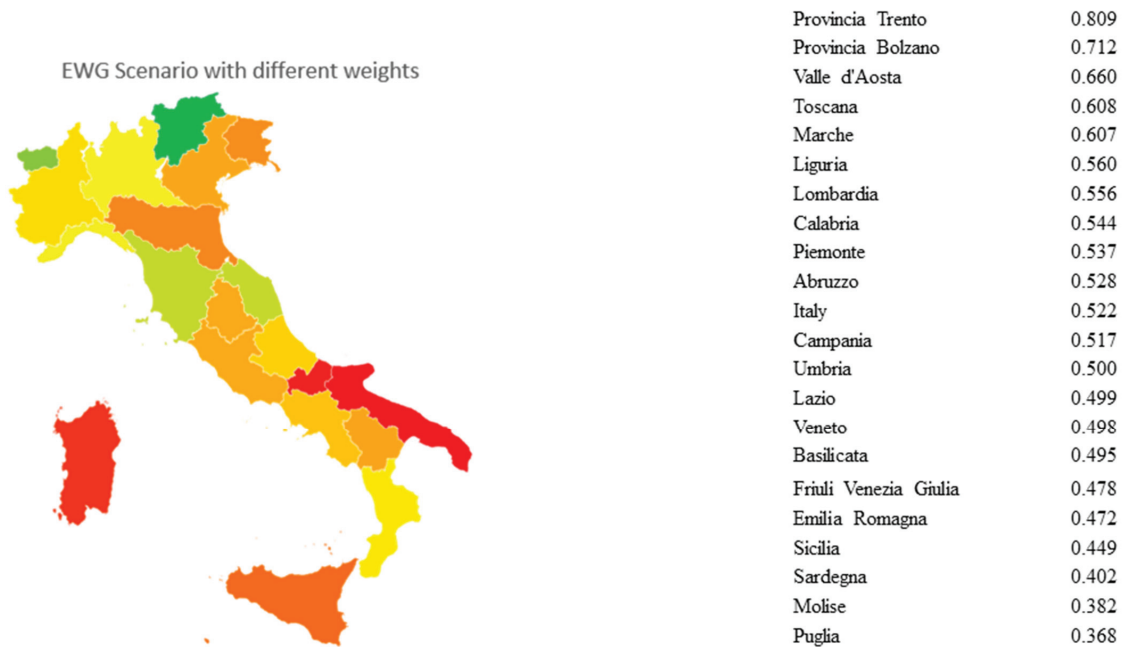 EWG Scenario with different weights
Provincia Trento 0.809
Provincia Bolzano 0.712
Valle d'Aosta 0.660
Toscana 0.608
Marche 0.607
Liguria 0.560
Lombardia 0.556
Calabria 0.544
Piemonte 0.537
Abruzzo 0.528
Italy 0.522
Campania 0.517
Umbria 0.500
Lazio 0.499
Veneto 0.498
Basilicata 0.495
Friuli Venezia Giulia 0.478
Emilia Romagna 0.472
Sicilia 0.449
Sardegna 0.402
Molise 0.382
Puglia 0.368